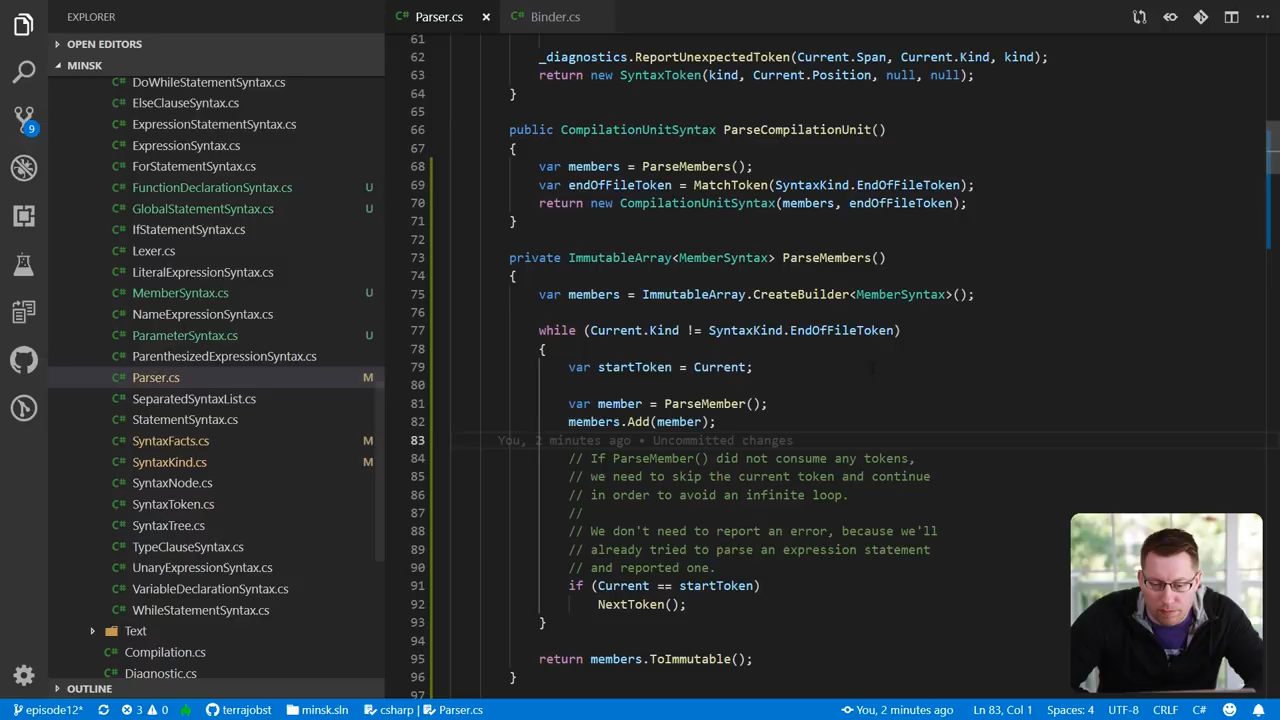 EXPLORER
OPEN EDITORS
MINSK
DoWhileStatementSyntax.cs
ElseClauseSyntax.cs
ExpressionStatementSyntax.cs
ExpressionSyntax.cs
ForStatementSyntax.cs
FunctionDeclarationSyntax.cs U
GlobalStatementSyntax.cs U
IfStatementSyntax.cs
Lexer.cs
LiteralExpressionSyntax.cs
MemberSyntax.cs U
NameExpressionSyntax.cs
ParameterSyntax.cs U
ParenthesizedExpressionSyntax.cs
Parser.cs M
SeparatedSyntaxList.cs
StatementSyntax.cs
SyntaxFacts.cs M
SyntaxKind.cs M
SyntaxNode.cs
SyntaxToken.cs
SyntaxTree.cs
TypeClauseSyntax.cs
UnaryExpressionSyntax.cs
VariableDeclarationSyntax.cs
WhileStatementSyntax.cs
Text
Compilation.cs
Diagnostic.cs
OUTLINE
9
Parser.cs
Binder.cs
61
62 _diagnostics.ReportUnexpectedToken(Current.Span, Current.Kind, kind);
63 return new SyntaxToken(kind, Current.Position, null, null);
64 }
65
66 public CompilationUnitSyntax ParseCompilationUnit()
67 {
68 var members = ParseMembers();
69 var endOfFileToken = MatchToken(SyntaxKind.EndOfFileToken);
70 return new CompilationUnitSyntax(members, endOfFileToken);
71 }
72
73 private ImmutableArray<MemberSyntax> ParseMembers()
74 {
75 var members = ImmutableArray.CreateBuilder<MemberSyntax>();
76
77 while (Current.Kind != SyntaxKind.EndOfFileToken)
78 {
79 var startToken = Current;
80
81 var member = ParseMember();
82 members.Add(member);
83 You, 2 minutes ago • Uncommitted changes
84 // If ParseMember() did not consume any tokens,
85 // we need to skip the current token and continue
86 // in order to avoid an infinite loop.
87 //
88 // We don't need to report an error, because we'll
89 // already tried to parse an expression statement
90 // and reported one.
91 if (Current == startToken)
92 NextToken();
93 }
94
95 return members.ToImmutable();
96 }
97
episode12* 3 0 terrajobst minsk.sln csharp | Parser.cs You, 2 minutes ago Ln 83, Col 1 Spaces: 4 UTF-8 CRLF C#